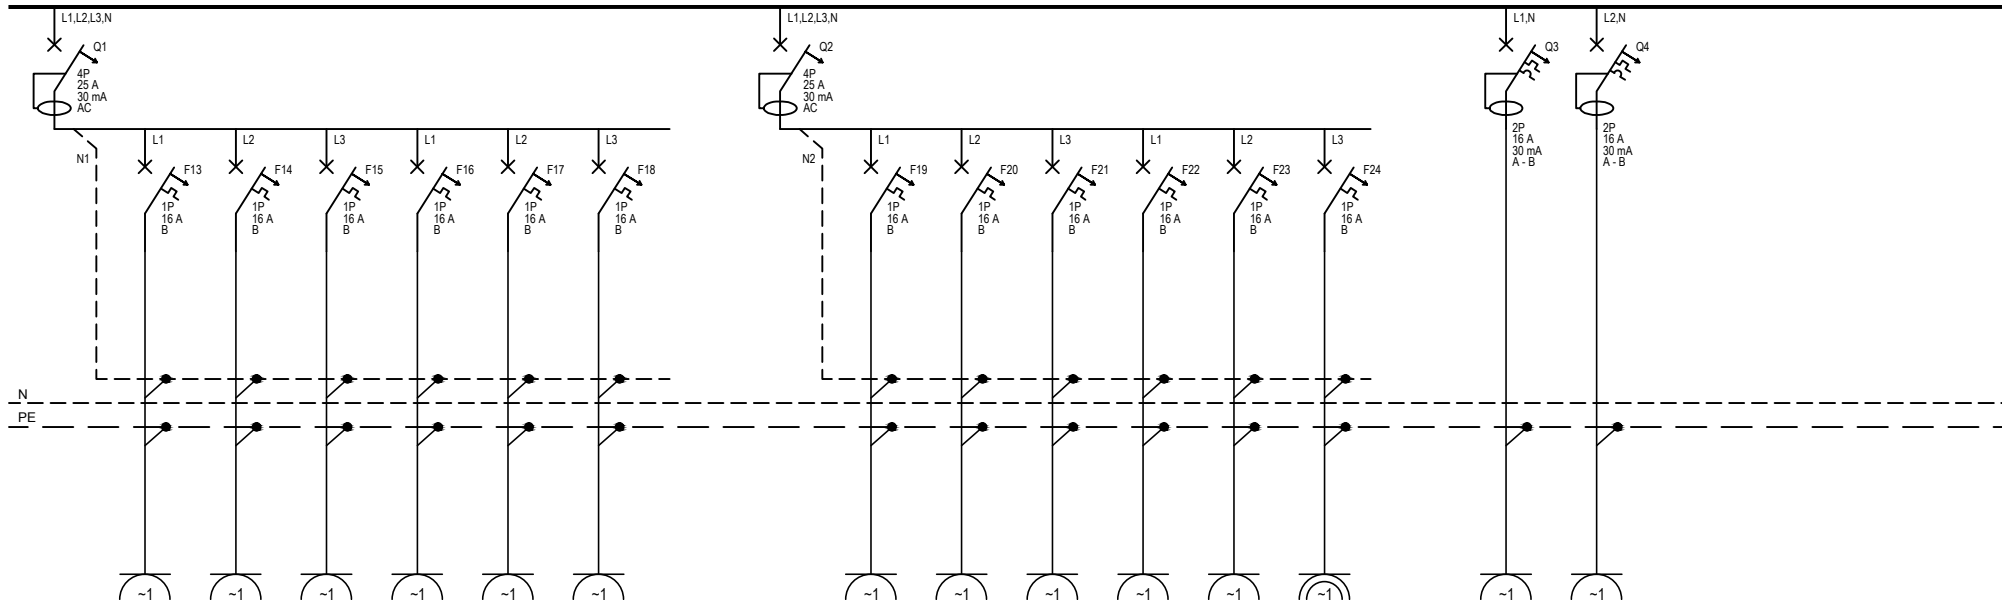 L1,L2,L3,N
L1,L2,L3,N
L1,N
L2,N
Q1
Q2
Q3
Q4
4P
25 A
30 mA
AC
4P
25 A
30 mA
AC
2P
16 A
30 mA
A - B
2P
16 A
30 mA
A - B
N1
L1
L2
L3
L1
L2
L3
N2
L1
L2
L3
L1
L2
L3
F13
F14
F15
F16
F17
F18
F19
F20
F21
F22
F23
F24
1P
16 A
B
1P
16 A
B
1P
16 A
B
1P
16 A
B
1P
16 A
B
1P
16 A
B
1P
16 A
B
1P
16 A
B
1P
16 A
B
1P
16 A
B
1P
16 A
B
1P
16 A
B
N
PE
~1
~1
~1
~1
~1
~1
~1
~1
~1
~1
~1
~1
~1
~1